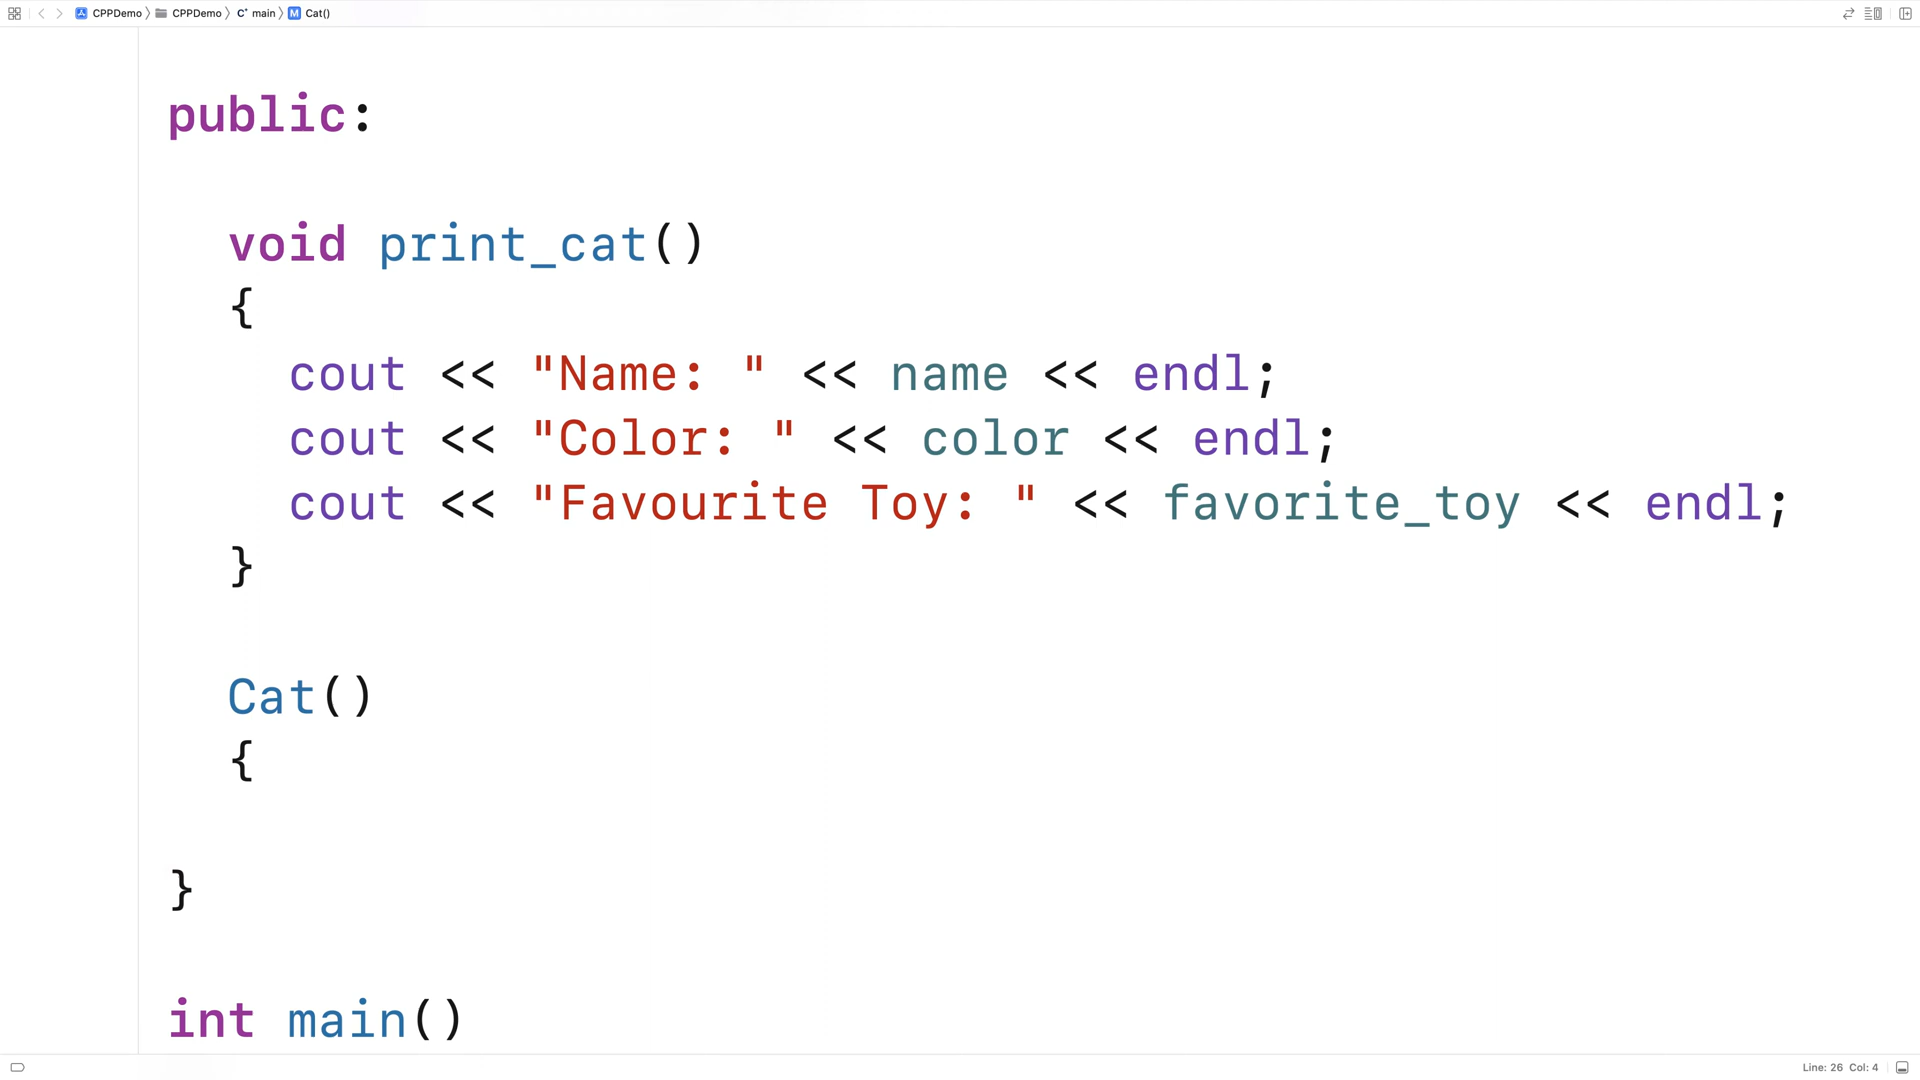 CPPDemo CPPDemo main M Cat()
public:
void print_cat()
{
cout << "Name: " << name << endl;
cout << "Color: " << color << endl;
cout << "Favourite Toy: " << favorite_toy << endl;
}
Cat()
{
}
int main()
Line: 26 Col: 4